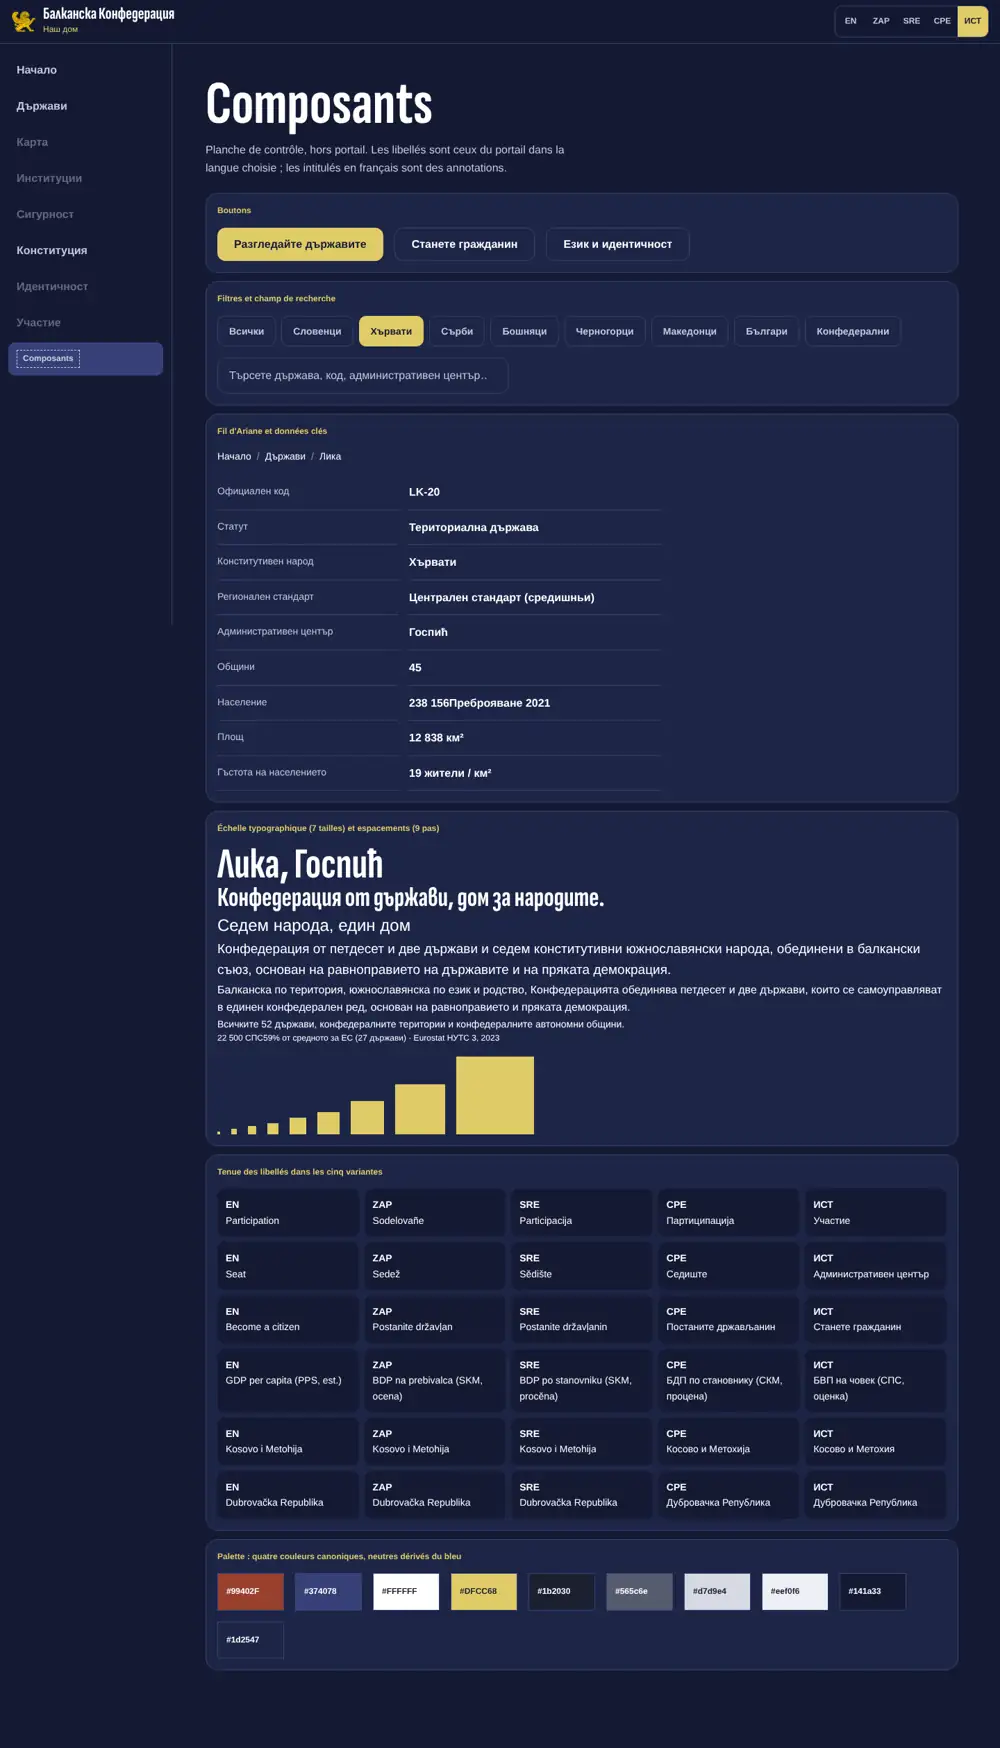 Балканска Конфедерация
Наш дом
EN ZAP SRE СРЕ ИСТ
Начало
Държави
Карта
Институции
Сигурност
Конституция
Идентичност
Участие
Composants
Composants
Planche de contrôle, hors portail. Les libellés sont ceux du portail dans la
langue choisie ; les intitulés en français sont des annotations.
Boutons
Разгледайте държавите Станете гражданин Език и идентичност
Filtres et champ de recherche
Всички Словенци Хървати Сърби Бошняци Черногорци Македонци Българи Конфедерални
Търсете държава, код, административен център..
Fil d'Ariane et données clés
Начало / Държави / Лика
Официален код LK-20
Статут Териториална държава
Конститутивен народ Хървати
Регионален стандарт Централен стандарт (средишњи)
Административен център Госпић
Общини 45
Население 238 156Преброяване 2021
Площ 12 838 км²
Гъстота на населението 19 жители / км²
Échelle typographique (7 tailles) et espacements (9 pas)
Лика, Госпић
Конфедерация от държави, дом за народите.
Седем народа, един дом
Конфедерация от петдесет и две държави и седем конститутивни южнославянски народа, обединени в балкански
съюз, основан на равноправието на държавите и на пряката демокрация.
Балканска по територия, южнославянска по език и родство, Конфедерацията обединява петдесет и две държави, които се самоуправляват
в единен конфедерален ред, основан на равноправието и пряката демокрация.
Всичките 52 държави, конфедералните територии и конфедералните автономни общини.
22 500 СПС59% от средното за ЕС (27 държави) · Eurostat НУТС 3, 2023
Tenue des libellés dans les cinq variantes
EN ZAP SRE СРЕ ИСТ
Participation Sodelovańe Participacija Партиципација Участие
EN ZAP SRE СРЕ ИСТ
Seat Sedež Sědište Седиште Административен център
EN ZAP SRE СРЕ ИСТ
Become a citizen Postanite držav|an Postanite držav|anin Постаните држављанин Станете гражданин
EN ZAP SRE СРЕ ИСТ
GDP per capita (PPS, est.) BDP na prebivalca (SKM, BDP po stanovniku (SKM, БДП по становнику (СКМ, БВП на човек (СПС,
ocena) procěna) процена) оценка)
EN ZAP SRE СРЕ ИСТ
Kosovo i Metohija Kosovo i Metohija Kosovo i Metohija Косово и Метохија Косово и Метохия
EN ZAP SRE СРЕ ИСТ
Dubrovačka Republika Dubrovačka Republika Dubrovačka Republika Дубровачка Република Дубровачка Република
Palette : quatre couleurs canoniques, neutres dérivés du bleu
#99402F #374078 #FFFFFF #DFCC68 #1b2030 #565c6e #d7d9e4 #eef0f6 #141a33
#1d2547